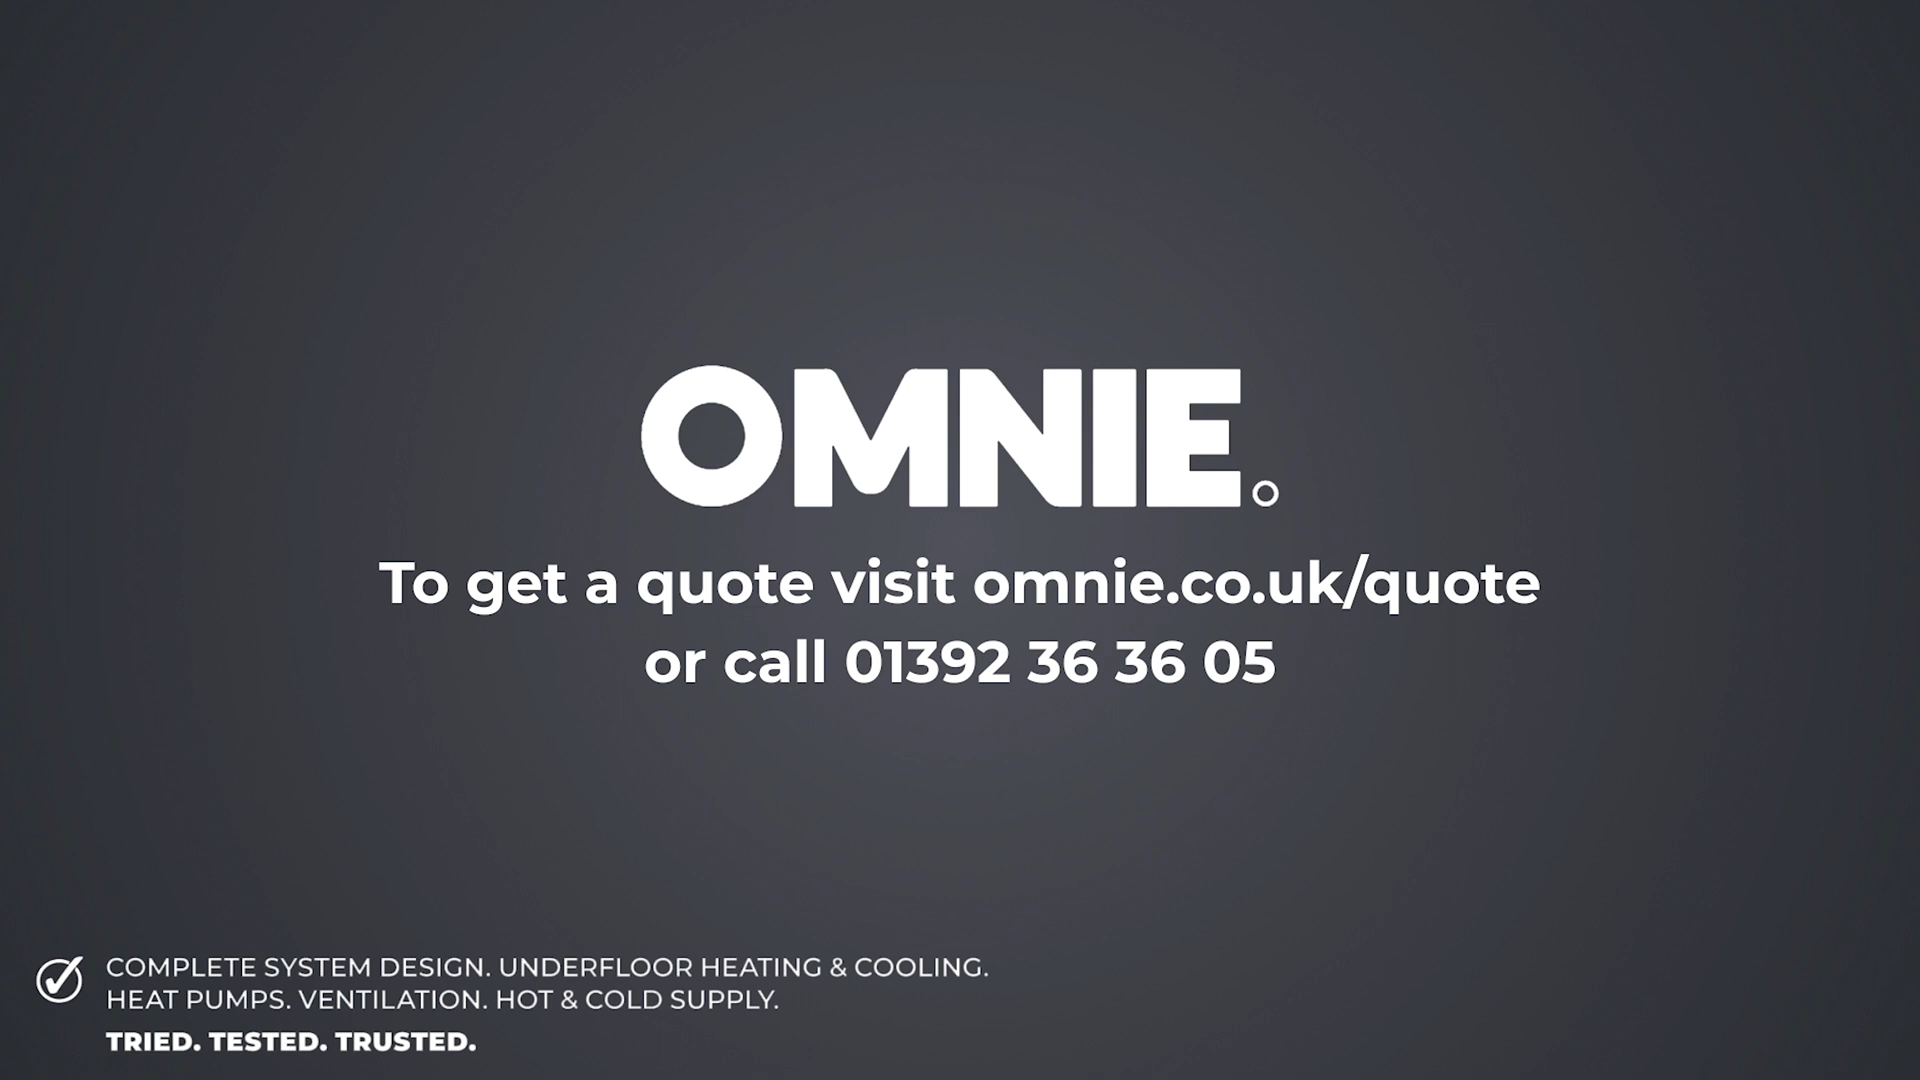 OMNIE.
To get a quote visit omnie.co.uk/quote
or call 01392 36 36 05
COMPLETE SYSTEM DESIGN. UNDERFLOOR HEATING & COOLING.
HEAT PUMPS. VENTILATION. HOT & COLD SUPPLY.
TRIED. TESTED. TRUSTED.